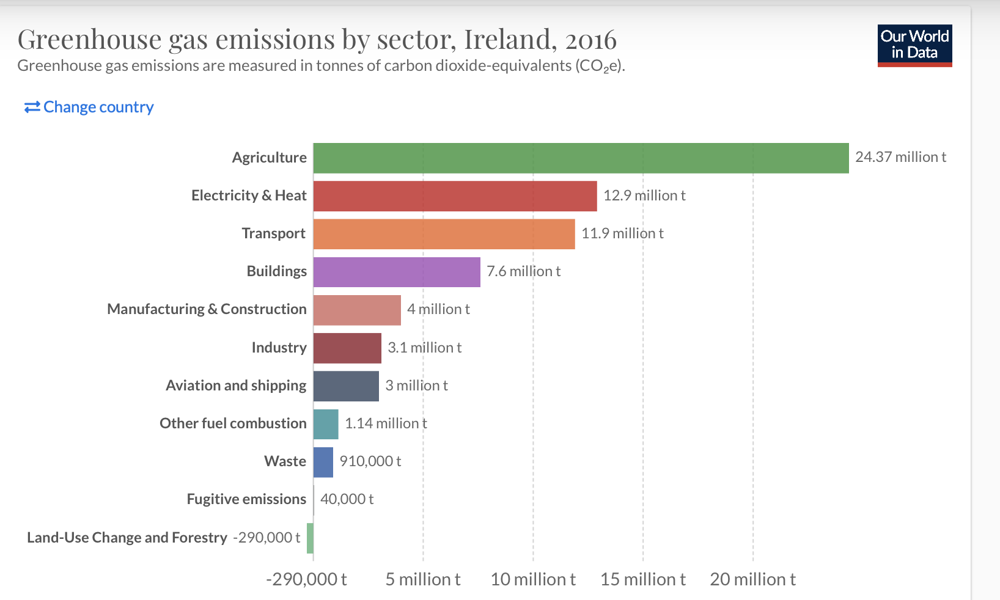 Greenhouse gas emissions by sector, Ireland, 2016
Our World
in Data
Greenhouse gas emissions are measured in tonnes of carbon dioxide-equivalents (CO₂e).
Change country
Agriculture 24.37 million t
Electricity & Heat 12.9 million t
Transport 11.9 million t
Buildings 7.6 million t
Manufacturing & Construction 4 million t
Industry 3.1 million t
Aviation and shipping 3 million t
Other fuel combustion 1.14 million t
Waste 910,000 t
Fugitive emissions 40,000 t
Land-Use Change and Forestry -290,000 t
-290,000 t 5 million t 10 million t 15 million t 20 million t